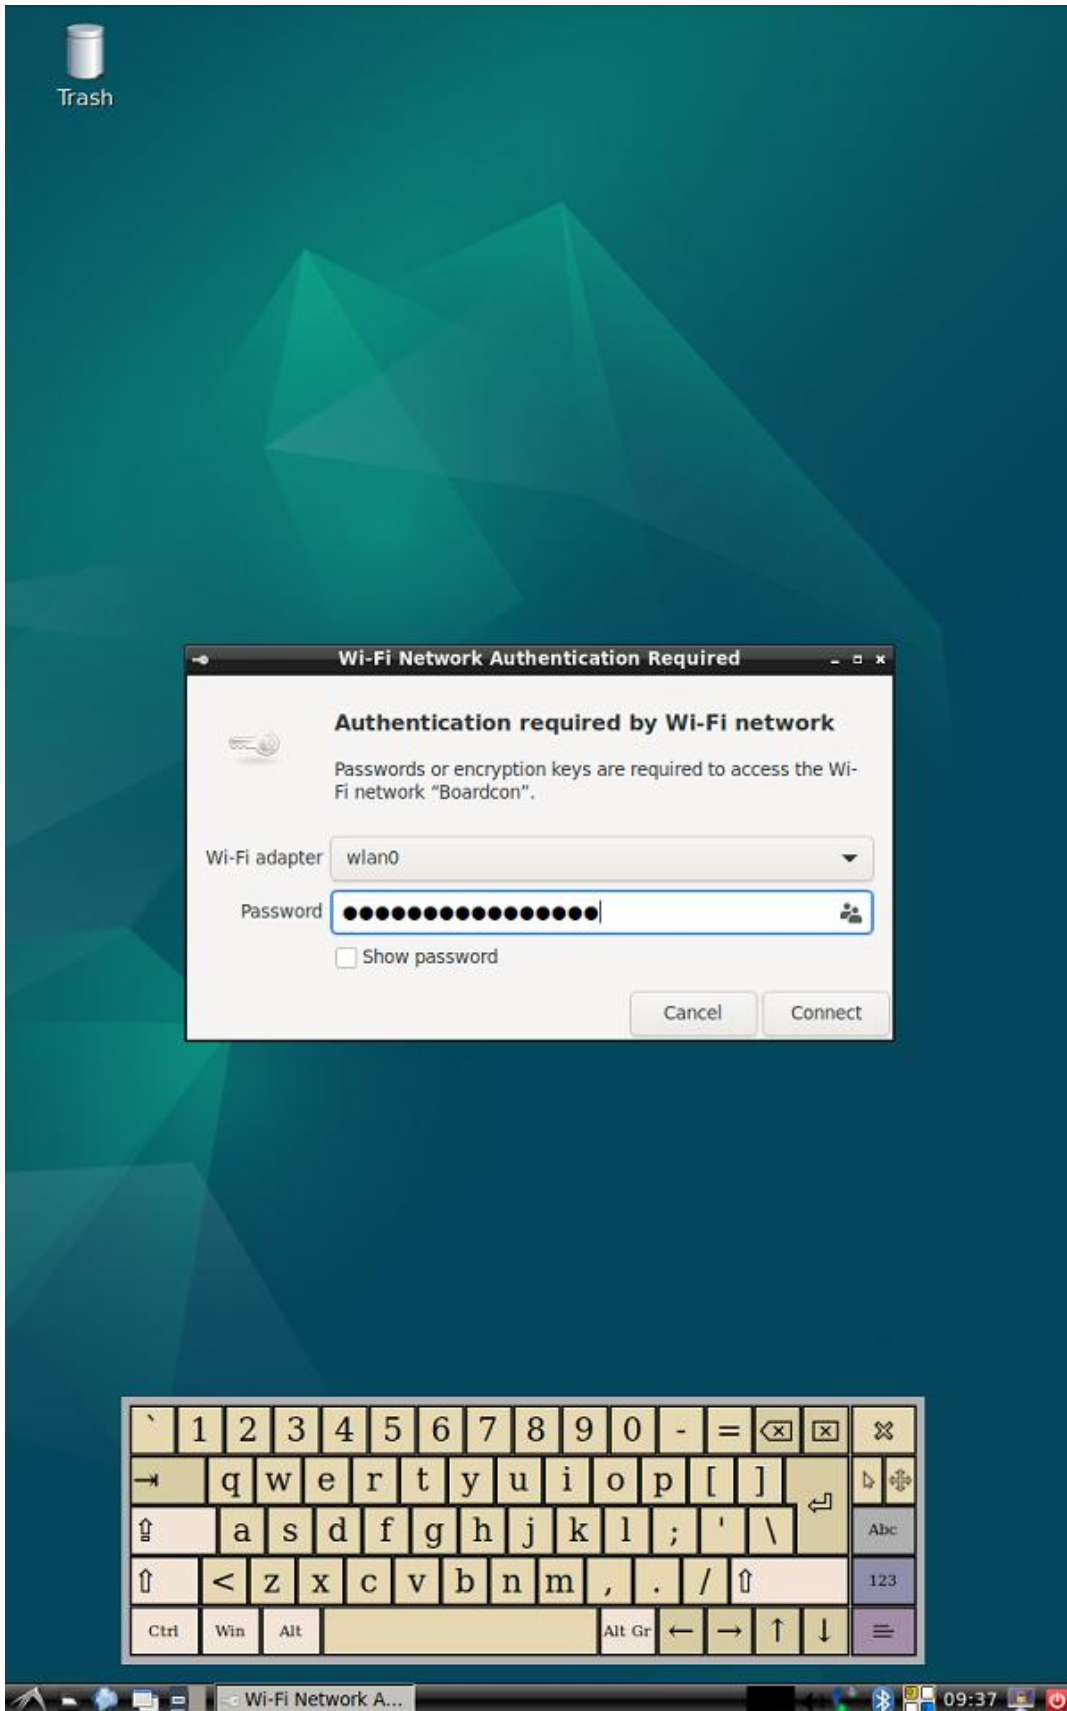 Trash
Wi-Fi Network Authentication Required
Authentication required by Wi-Fi network
Passwords or encryption keys are required to access the Wi-
Fi network “Boardcon”.
Wi-Fi adapter wlan0
Password ●●●●●●●●●●●●●●●●
Show password
Cancel Connect
` 1 2 3 4 5 6 7 8 9 0 - =
q w e r t y u i o p [ ]
a s d f g h j k l ; ' \ Abc
< z x c v b n m , . / 123
Ctrl Win Alt Alt Gr ← → ↑ ↓
Wi-Fi Network A... 09:37